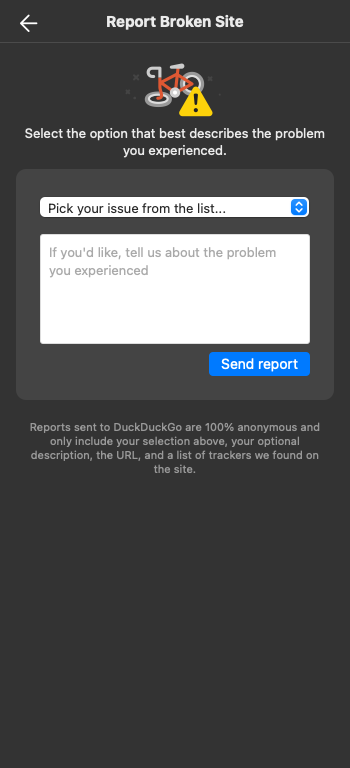 Report Broken Site
Select the option that best describes the problem
you experienced.
Pick your issue from the list...
If you'd like, tell us about the problem
you experienced
Send report
Reports sent to DuckDuckGo are 100% anonymous and
only include your selection above, your optional
description, the URL, and a list of trackers we found on
the site.